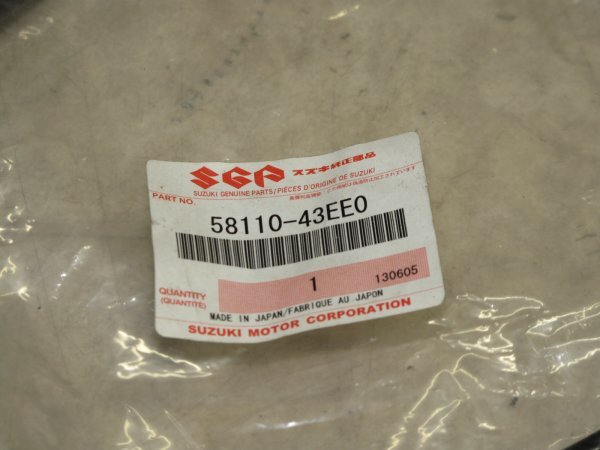 SGP スズキ純正部品
SUZUKI GENUINE PARTS/PIÈCES D'ORIGINE DE SUZUKI
PART NO.
58110-43EE0
QUANTITY
(QUANTITÉ)
1
130605
MADE IN JAPAN/FABRIQUE AU JAPON
SUZUKI MOTOR CORPORATION